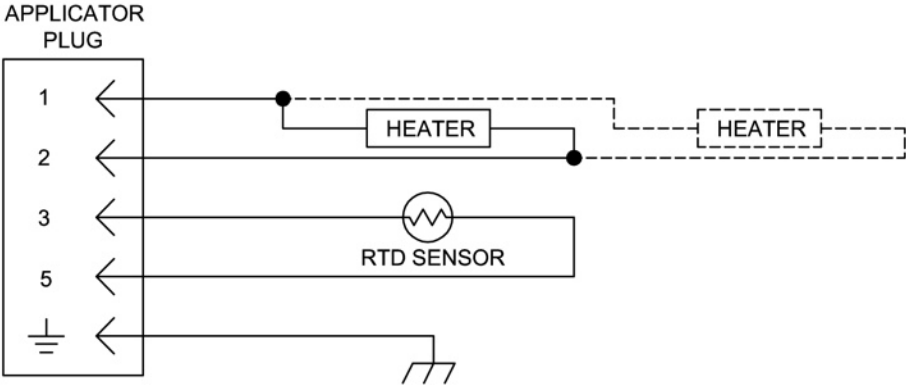 APPLICATOR
PLUG
1
HEATER
HEATER
2
3
RTD SENSOR
5